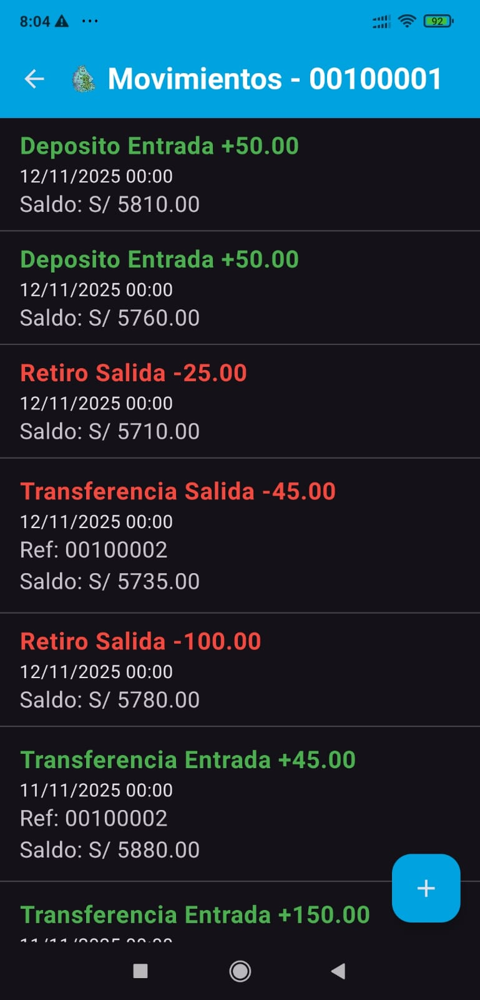 8:04
92
Movimientos - 00100001
Deposito Entrada +50.00
12/11/2025 00:00
Saldo: S/ 5810.00
Deposito Entrada +50.00
12/11/2025 00:00
Saldo: S/ 5760.00
Retiro Salida -25.00
12/11/2025 00:00
Saldo: S/ 5710.00
Transferencia Salida -45.00
12/11/2025 00:00
Ref: 00100002
Saldo: S/ 5735.00
Retiro Salida -100.00
12/11/2025 00:00
Saldo: S/ 5780.00
Transferencia Entrada +45.00
11/11/2025 00:00
Ref: 00100002
Saldo: S/ 5880.00
Transferencia Entrada +150.00